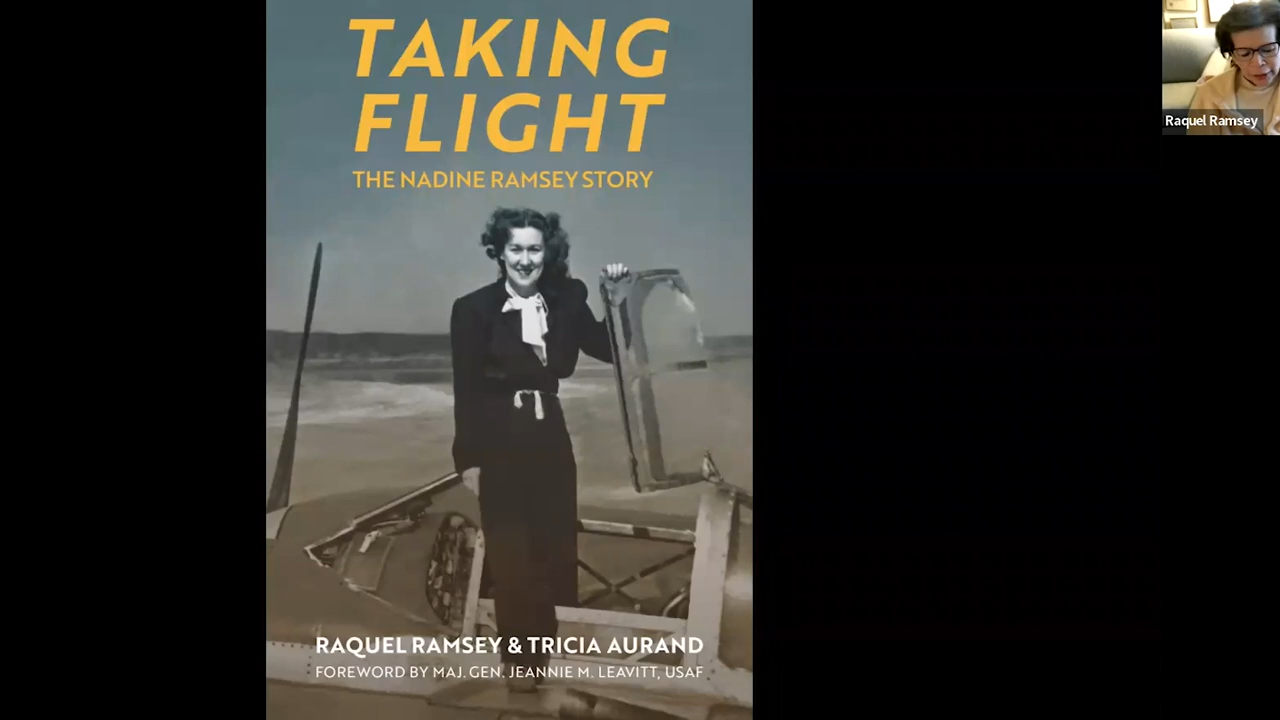 TAKING
FLIGHT
THE NADINE RAMSEY STORY
RAQUEL RAMSEY & TRICIA AURAND
FOREWORD BY MAJ. GEN. JEANNIE M. LEAVITT, USAF
Raquel Ramsey